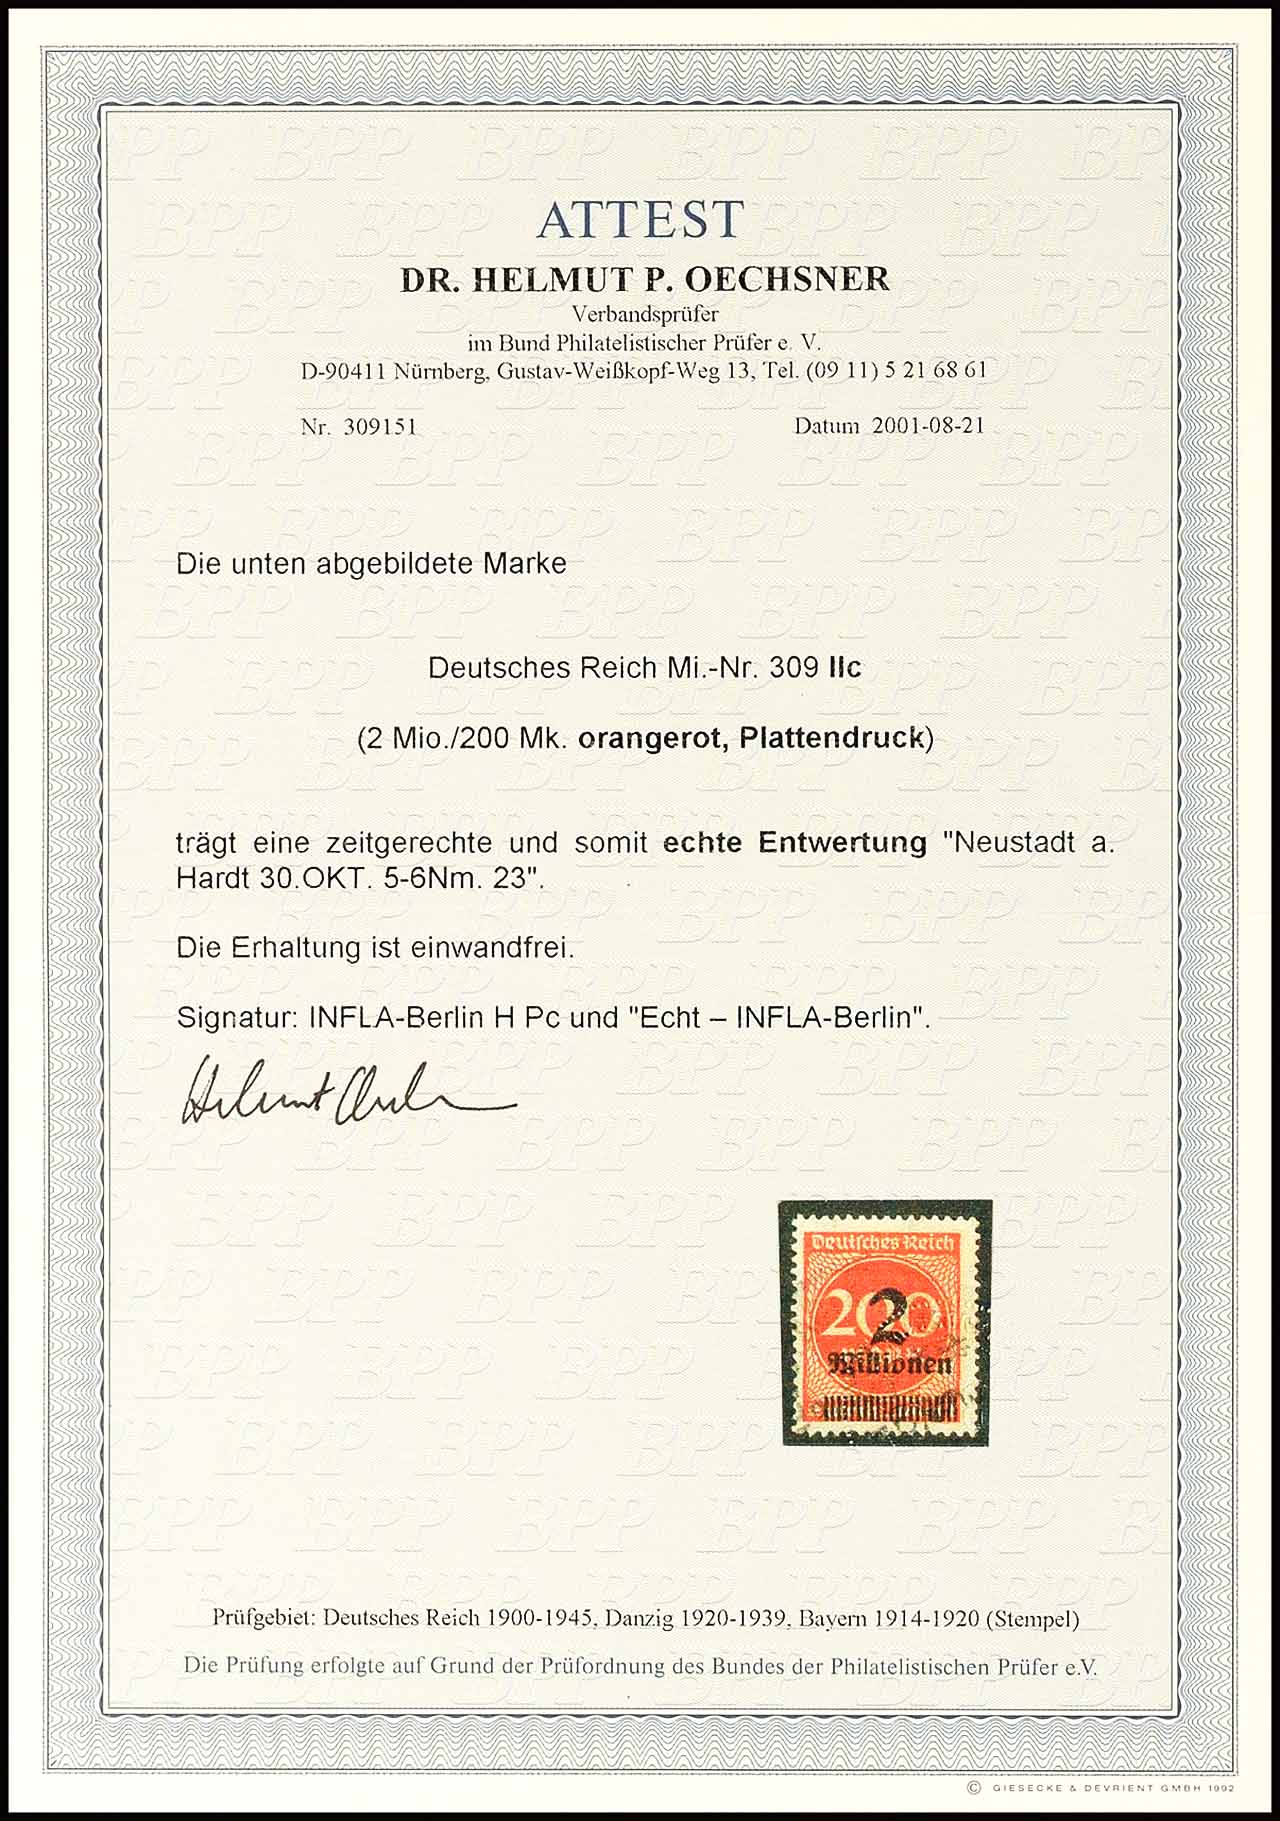 ATTEST
DR. HELMUT P. OECHSNER
Verbandsprüfer
im Bund Philatelistischer Prüfer e. V.
D-90411 Nürnberg, Gustav-Weißkopf-Weg 13, Tel. (09 11) 5 21 68 61
Nr. 309151 Datum 2001-08-21
Die unten abgebildete Marke
Deutsches Reich Mi.-Nr. 309 IIc
(2 Mio./200 Mk. orangerot, Plattendruck)
trägt eine zeitgerechte und somit echte Entwertung "Neustadt a.
Hardt 30.OKT. 5-6Nm. 23".
Die Erhaltung ist einwandfrei.
Signatur: INFLA-Berlin H Pc und "Echt – INFLA-Berlin".
Deutsches Reich
200
2
Millionen
Prüfgebiet: Deutsches Reich 1900-1945, Danzig 1920-1939, Bayern 1914-1920 (Stempel)
Die Prüfung erfolgte auf Grund der Prüfordnung des Bundes der Philatelistischen Prüfer e.V.
© GIESECKE & DEVRIENT GMBH 1992